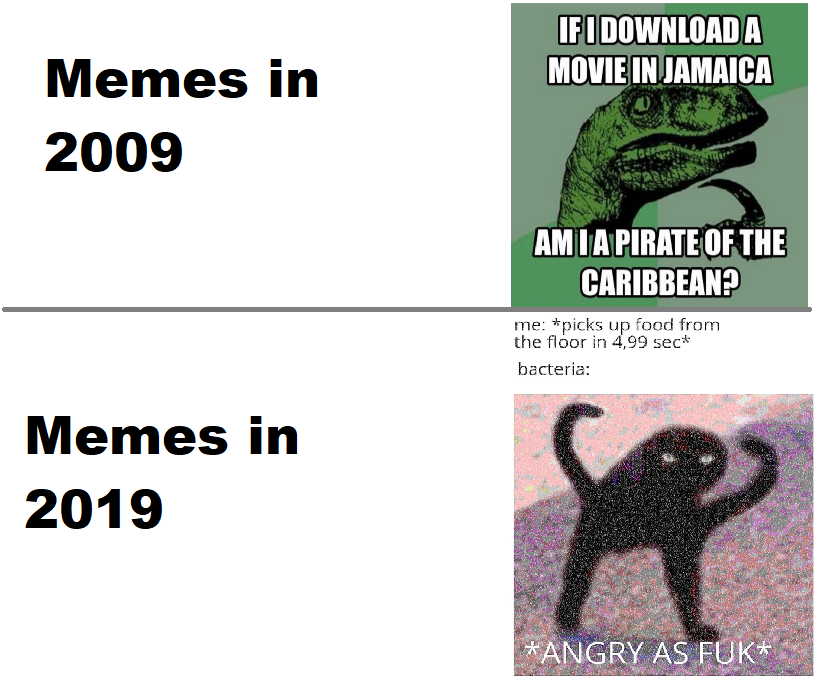 Memes in
2009
IF I DOWNLOAD A
MOVIE IN JAMAICA
AM I A PIRATE OF THE
CARIBBEAN?
me: *picks up food from
the floor in 4,99 sec*
bacteria:
Memes in
2019
*ANGRY AS FUK*